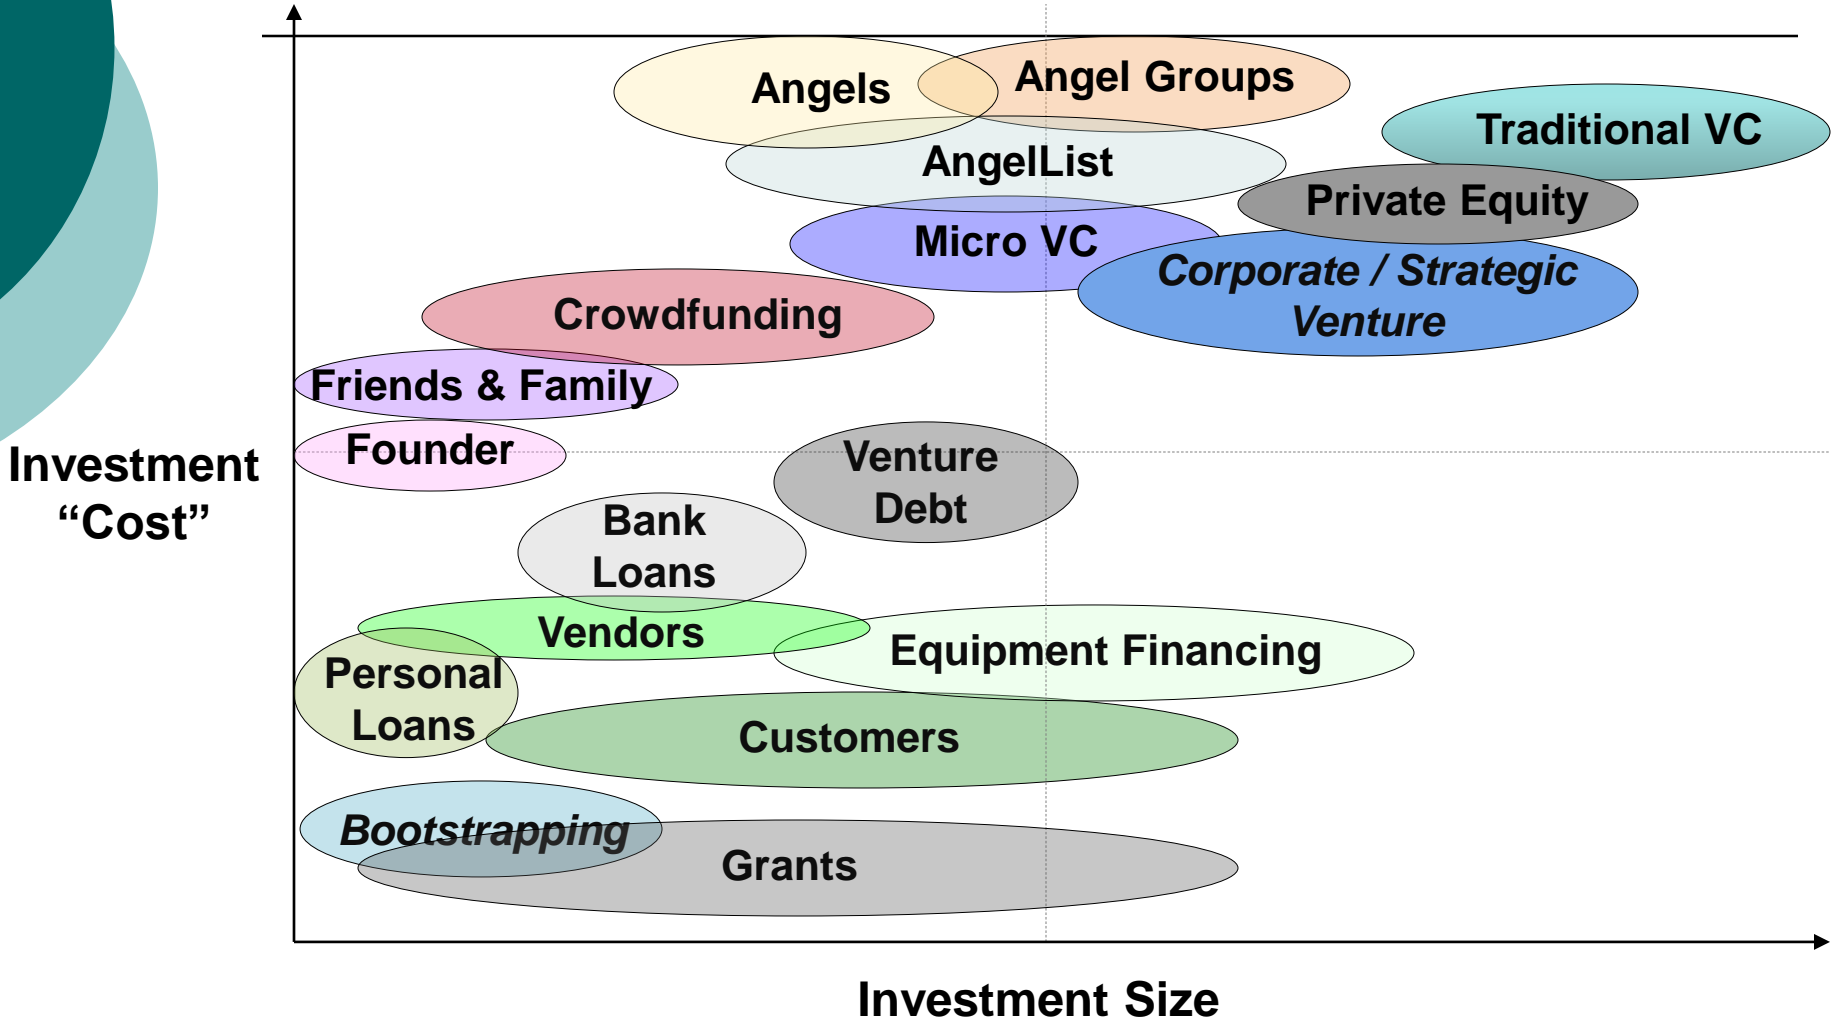 Angels
Angel Groups
Traditional VC
AngelList
Private Equity
Micro VC
Corporate / Strategic
Venture
Crowdfunding
Friends & Family
Founder
Investment
“Cost”
Venture
Debt
Bank
Loans
Vendors
Equipment Financing
Personal
Loans
Customers
Bootstrapping
Grants
Investment Size